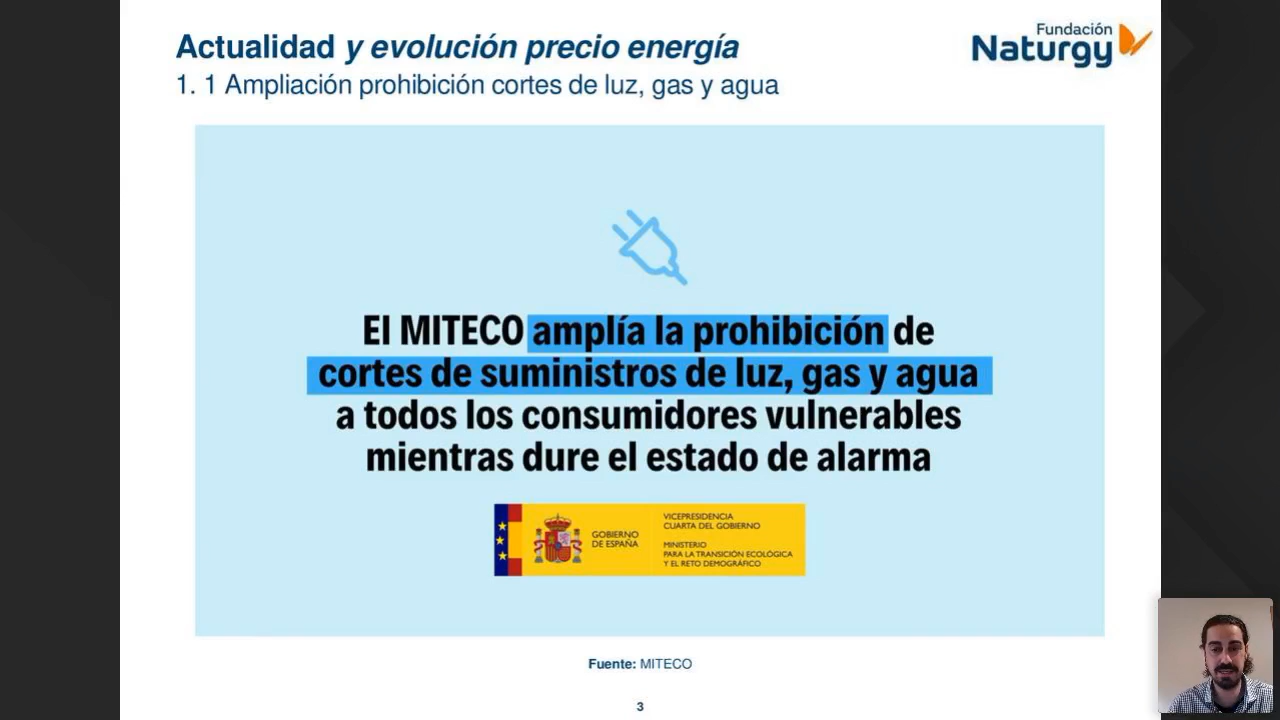 Actualidad y evolución precio energía
1. 1 Ampliación prohibición cortes de luz, gas y agua
Fundación
Naturgy
El MITECO amplía la prohibición de
cortes de suministros de luz, gas y agua
a todos los consumidores vulnerables
mientras dure el estado de alarma
GOBIERNO
DE ESPAÑA
VICEPRESIDENCIA
CUARTA DEL GOBIERNO
MINISTERIO
PARA LA TRANSICIÓN ECOLÓGICA
Y EL RETO DEMOGRÁFICO
Fuente: MITECO
3